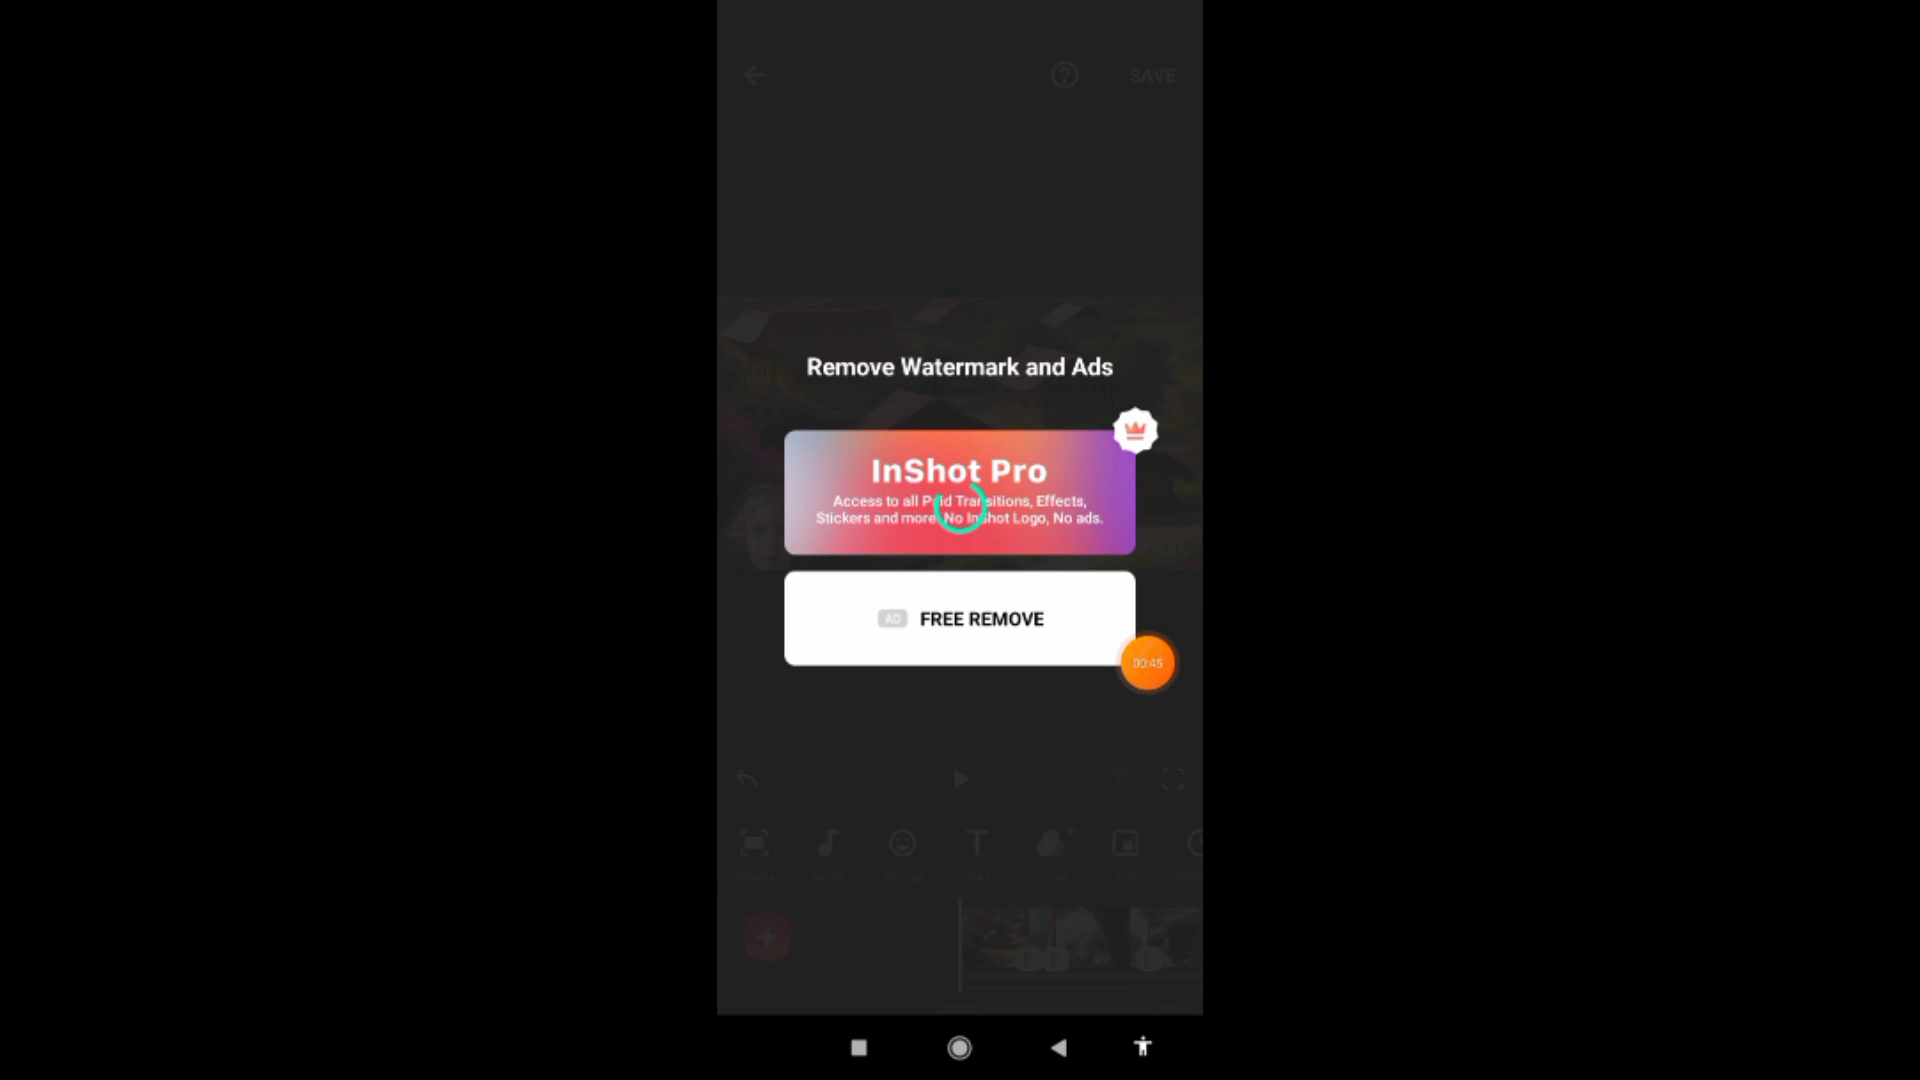 SAVE
Remove Watermark and Ads
InShot Pro
Access to all Paid Transitions, Effects,
Stickers and more. No InShot Logo, No ads.
AD FREE REMOVE
00:45